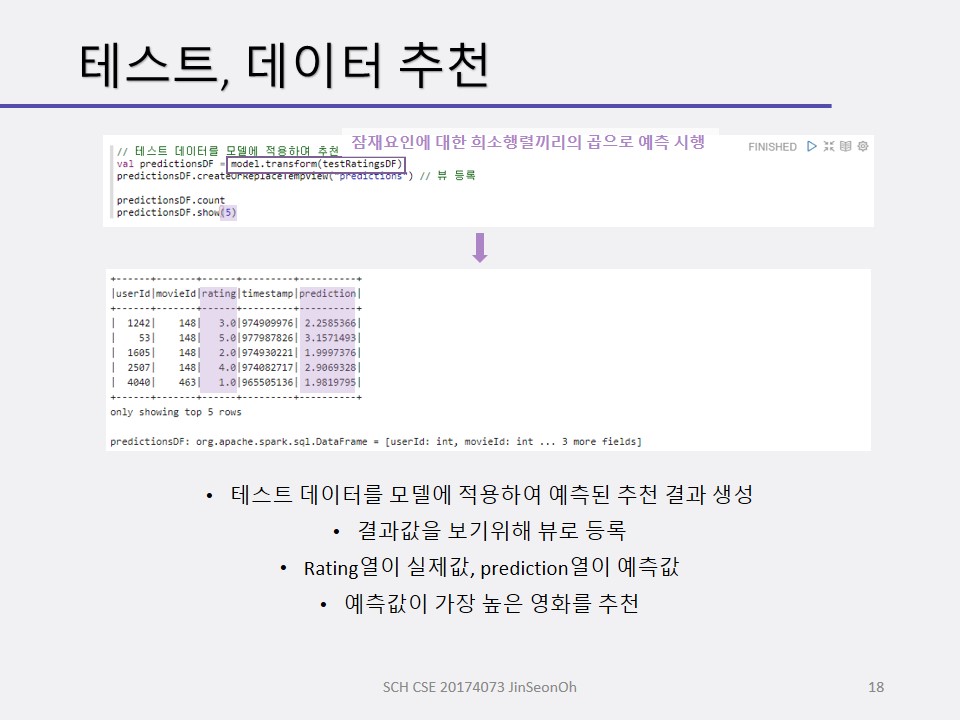 테스트, 데이터 추천
잠재요인에 대한 희소행렬끼리의 곱으로 예측 시행
FINISHED
// 테스트 데이터를 모델에 적용하여 추천
val predictionsDF = model.transform(testRatingsDF)
predictionsDF.createOrReplaceTempView("predictions") // 뷰 등록
predictionsDF.count
predictionsDF.show(5)
+------+-------+------+---------+----------+
|userId|movieId|rating|timestamp|prediction|
+------+-------+------+---------+----------+
|  1242|    148|   3.0|974909976| 2.2585366|
|    53|    148|   5.0|977987826| 3.1571493|
|  1605|    148|   2.0|974930221| 1.9997376|
|  2507|    148|   4.0|974082717| 2.9069328|
|  4040|    463|   1.0|965505136| 1.9819795|
+------+-------+------+---------+----------+
only showing top 5 rows
predictionsDF: org.apache.spark.sql.DataFrame = [userId: int, movieId: int ... 3 more fields]
• 테스트 데이터를 모델에 적용하여 예측된 추천 결과 생성
• 결과값을 보기위해 뷰로 등록
• Rating열이 실제값, prediction열이 예측값
• 예측값이 가장 높은 영화를 추천
SCH CSE 20174073 JinSeonOh
18